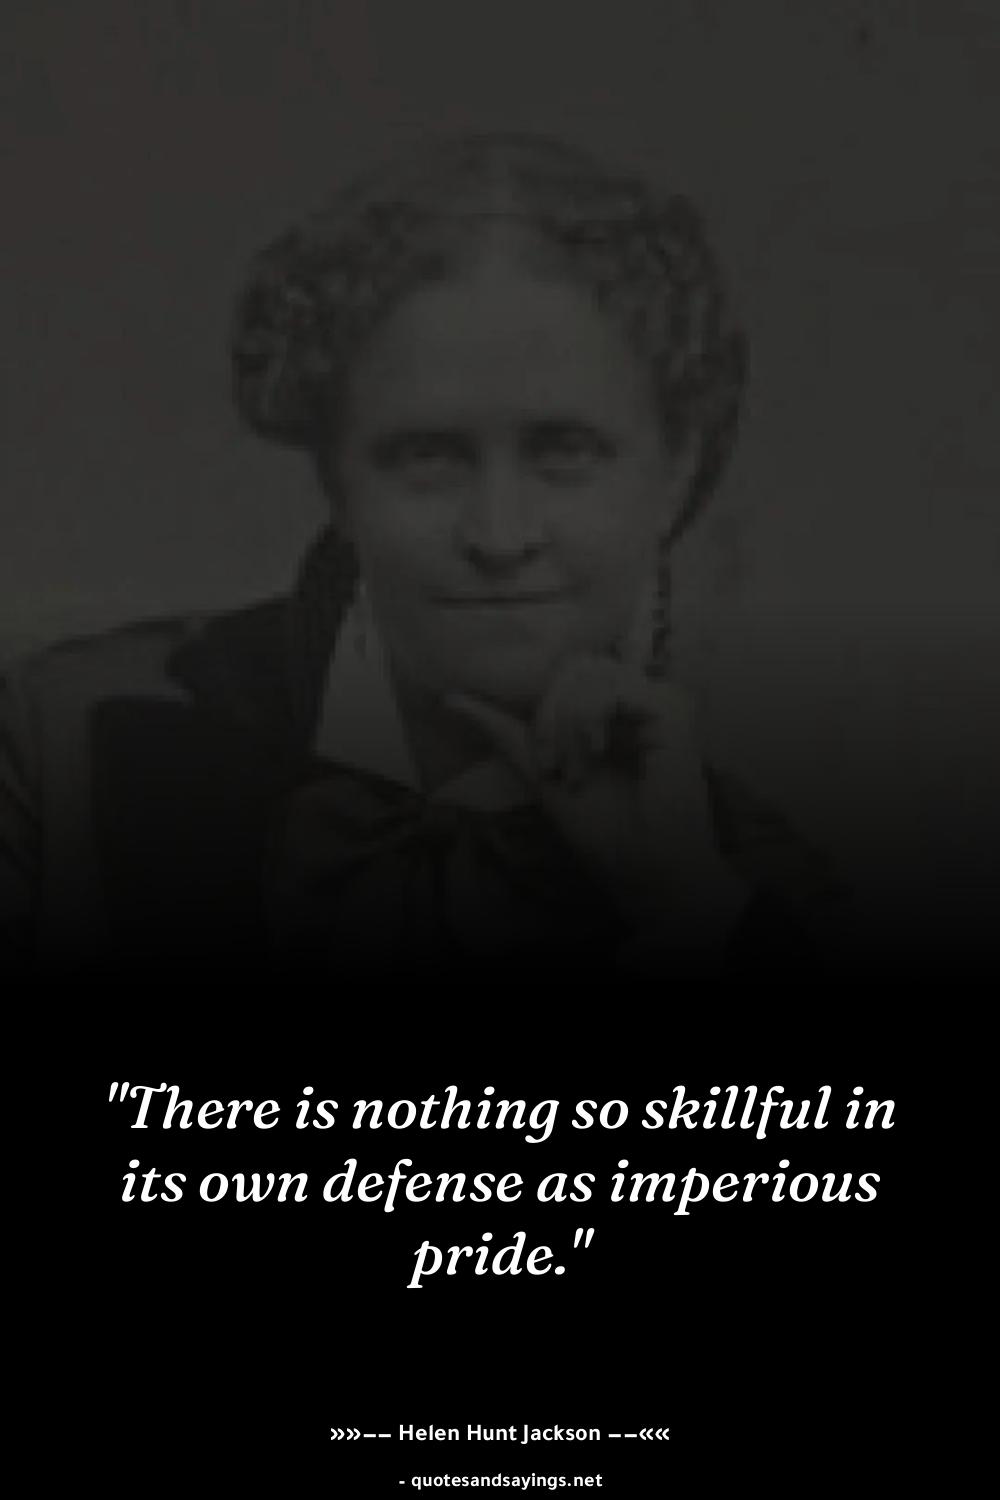 "There is nothing so skillful in
its own defense as imperious
pride."
»»–– Helen Hunt Jackson ––««
- quotesandsayings.net